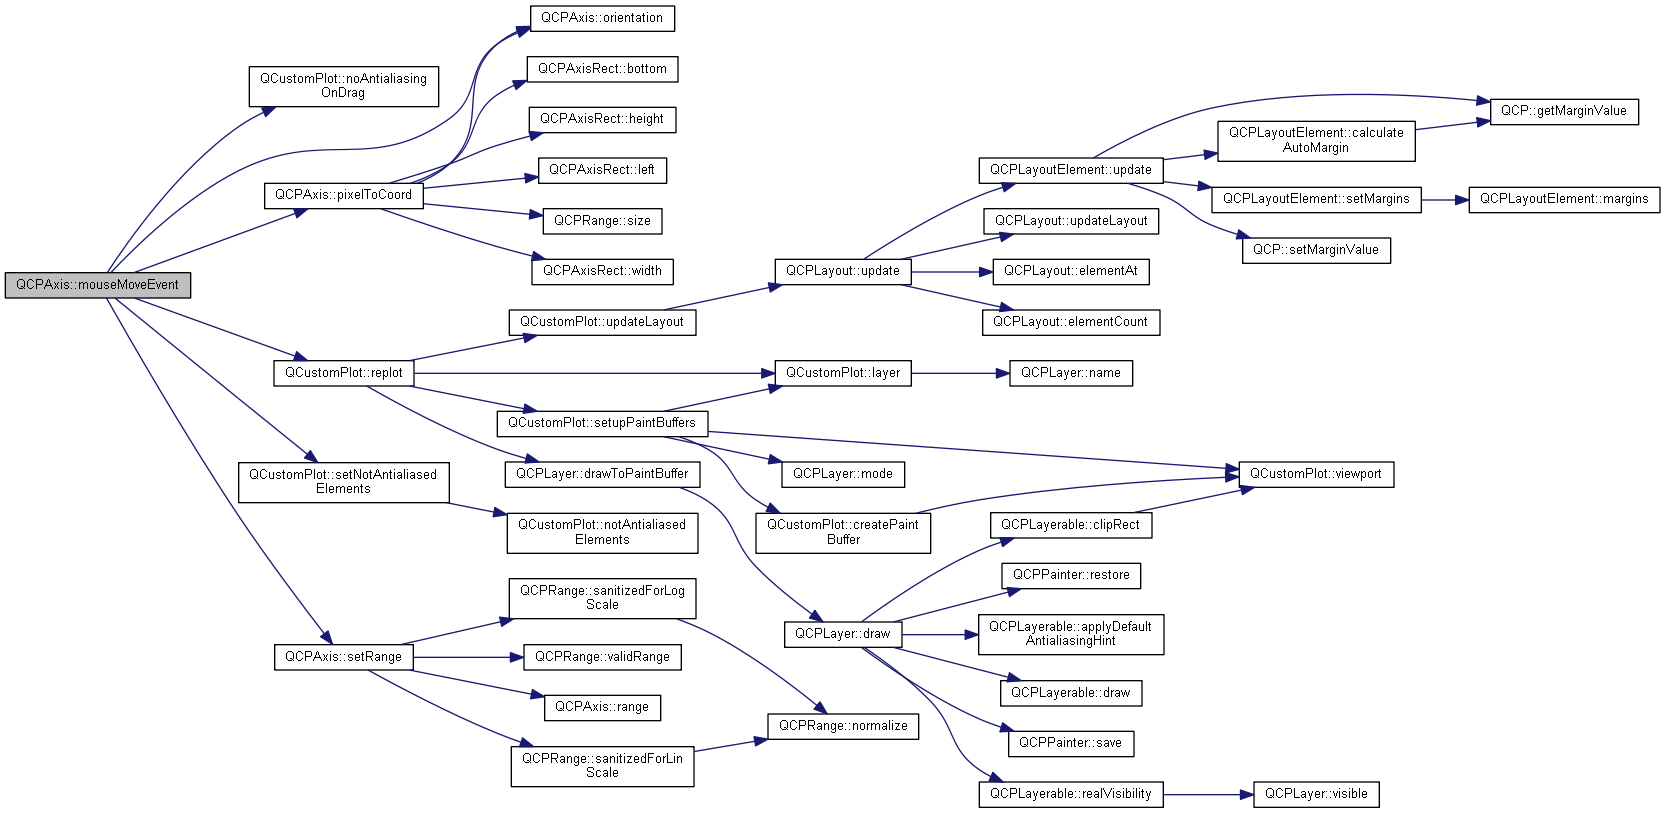 QCPAxis::mouseMoveEvent
QCustomPlot::noAntialiasing
OnDrag
QCPAxis::pixelToCoord
QCustomPlot::replot
QCustomPlot::setNotAntialiased
Elements
QCPAxis::setRange
QCPAxis::orientation
QCPAxisRect::bottom
QCPAxisRect::height
QCPAxisRect::left
QCPRange::size
QCPAxisRect::width
QCustomPlot::updateLayout
QCustomPlot::setupPaintBuffers
QCPLayer::drawToPaintBuffer
QCustomPlot::notAntialiased
Elements
QCPRange::sanitizedForLog
Scale
QCPRange::validRange
QCPAxis::range
QCPRange::sanitizedForLin
Scale
QCPLayout::update
QCustomPlot::layer
QCPLayer::mode
QCustomPlot::createPaint
Buffer
QCPLayer::draw
QCPRange::normalize
QCPLayoutElement::update
QCPLayout::updateLayout
QCPLayout::elementAt
QCPLayout::elementCount
QCPLayer::name
QCPLayerable::clipRect
QCPPainter::restore
QCPLayerable::applyDefault
AntialiasingHint
QCPLayerable::draw
QCPPainter::save
QCPLayerable::realVisibility
QCPLayoutElement::calculate
AutoMargin
QCPLayoutElement::setMargins
QCP::setMarginValue
QCustomPlot::viewport
QCPLayer::visible
QCP::getMarginValue
QCPLayoutElement::margins